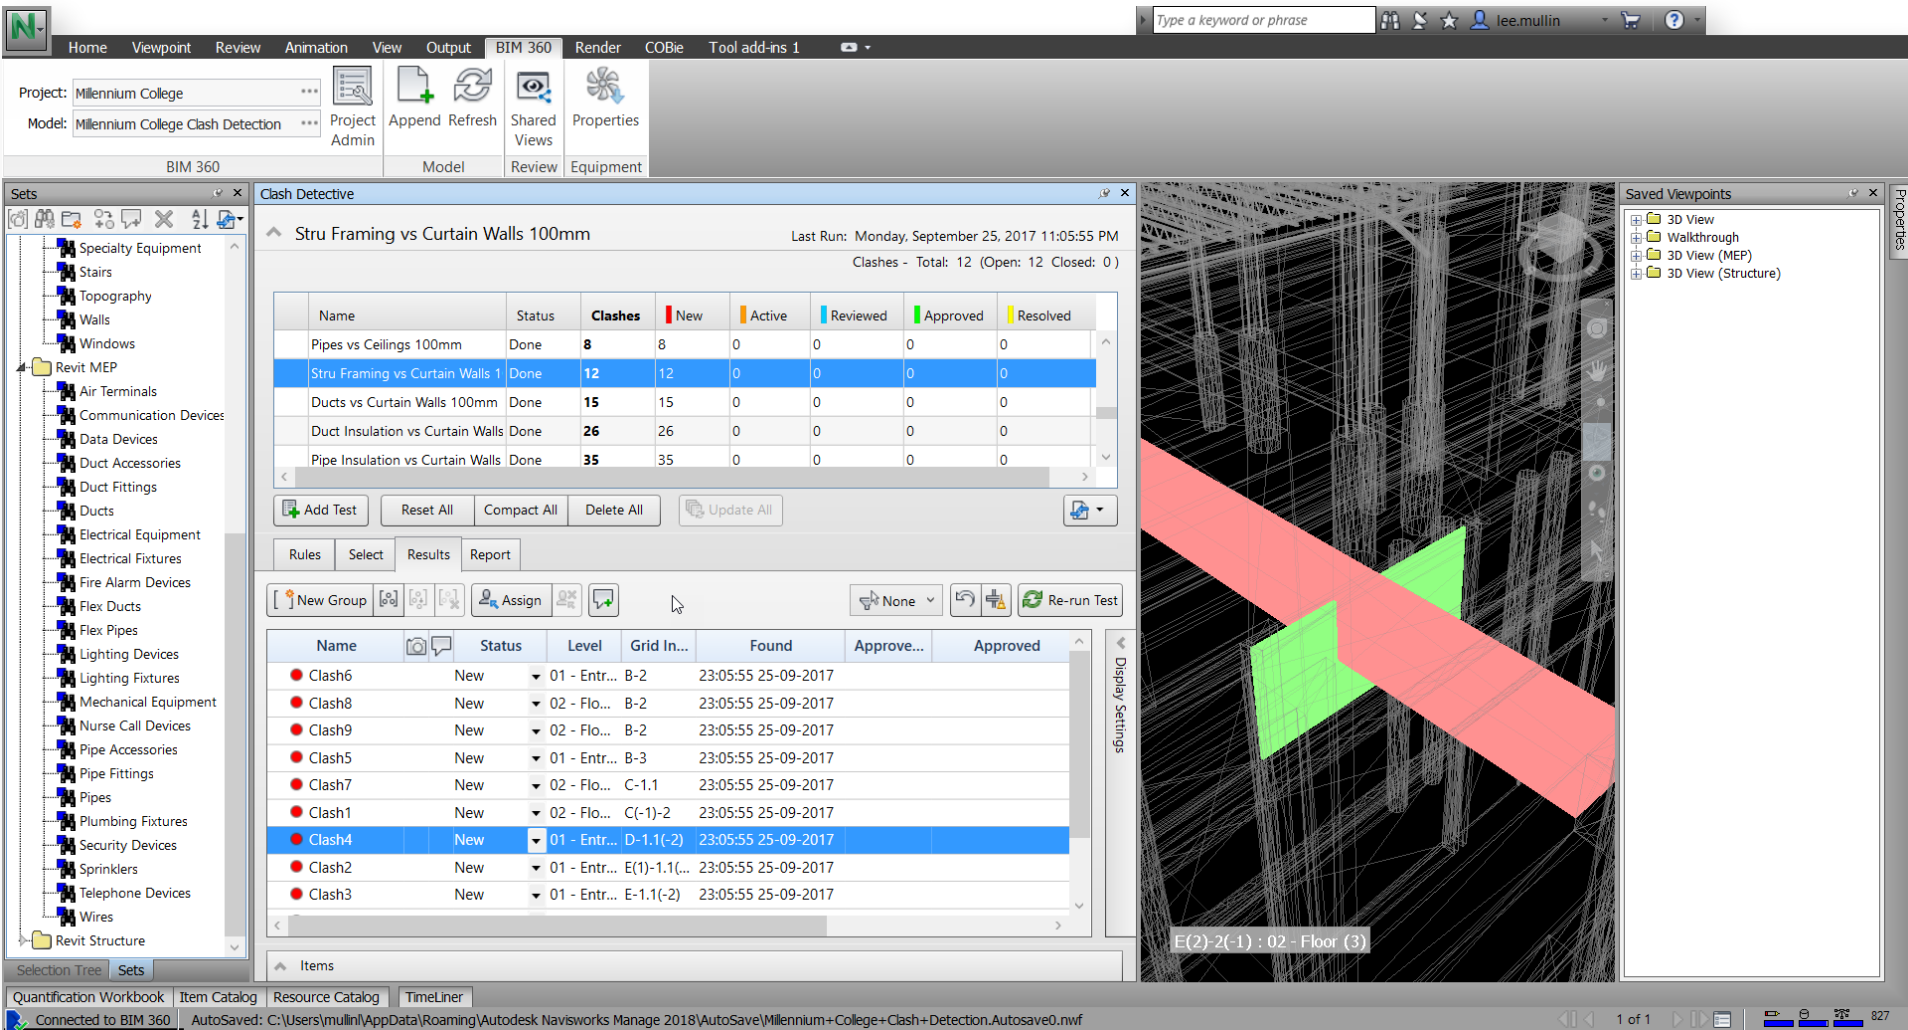 N
Type a keyword or phrase
lee.mullin
?
Home Viewpoint Review Animation View Output BIM 360 Render COBie Tool add-ins 1
Project: Millennium College ...
Model: Millennium College Clash Detection ...
Project Admin
Append
Refresh
Shared Views
Properties
BIM 360
Model
Review
Equipment
Sets
Specialty Equipment
Stairs
Topography
Walls
Windows
Revit MEP
Air Terminals
Communication Devices
Data Devices
Duct Accessories
Duct Fittings
Ducts
Electrical Equipment
Electrical Fixtures
Fire Alarm Devices
Flex Ducts
Flex Pipes
Lighting Devices
Lighting Fixtures
Mechanical Equipment
Nurse Call Devices
Pipe Accessories
Pipe Fittings
Pipes
Plumbing Fixtures
Security Devices
Sprinklers
Telephone Devices
Wires
Revit Structure
Selection Tree Sets
Clash Detective
Stru Framing vs Curtain Walls 100mm
Last Run: Monday, September 25, 2017 11:05:55 PM
Clashes - Total: 12 (Open: 12 Closed: 0 )
Name Status Clashes New Active Reviewed Approved Resolved
Pipes vs Ceilings 100mm Done 8 8 0 0 0 0
Stru Framing vs Curtain Walls 1 Done 12 12 0 0 0 0
Ducts vs Curtain Walls 100mm Done 15 15 0 0 0 0
Duct Insulation vs Curtain Walls Done 26 26 0 0 0 0
Pipe Insulation vs Curtain Walls Done 35 35 0 0 0 0
Add Test Reset All Compact All Delete All Update All
Rules Select Results Report
New Group Assign None Re-run Test
Name Status Level Grid In... Found Approve... Approved
Clash6 New 01 - Entr... B-2 23:05:55 25-09-2017
Clash8 New 02 - Flo... B-2 23:05:55 25-09-2017
Clash9 New 02 - Flo... B-2 23:05:55 25-09-2017
Clash5 New 01 - Entr... B-3 23:05:55 25-09-2017
Clash7 New 02 - Flo... C-1.1 23:05:55 25-09-2017
Clash1 New 02 - Flo... C(-1)-2 23:05:55 25-09-2017
Clash4 New 01 - Entr... D-1.1(-2) 23:05:55 25-09-2017
Clash2 New 01 - Entr... E(1)-1.1(... 23:05:55 25-09-2017
Clash3 New 01 - Entr... E-1.1(-2) 23:05:55 25-09-2017
Display Settings
Items
E(2)-2(-1) : 02 - Floor (3)
Saved Viewpoints
3D View
Walkthrough
3D View (MEP)
3D View (Structure)
Properties
Quantification Workbook Item Catalog Resource Catalog TimeLiner
Connected to BIM 360 AutoSaved: C:\Users\mullinl\AppData\Roaming\Autodesk Navisworks Manage 2018\AutoSave\Millennium+College+Clash+Detection.Autosave0.nwf
1 of 1
827